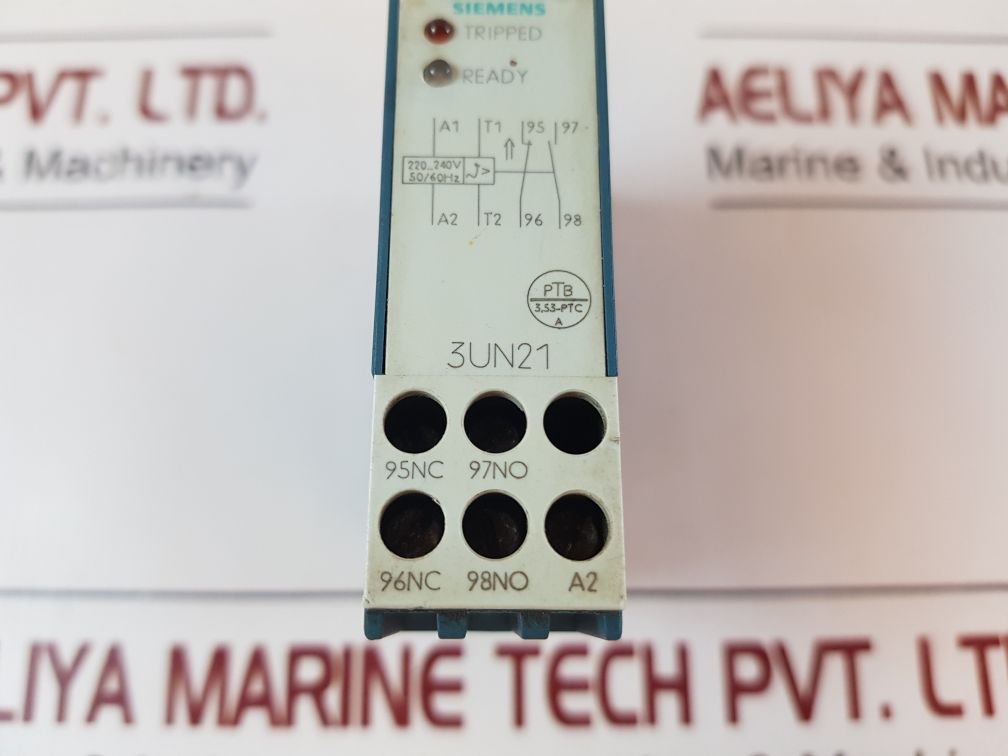 SIEMENS
TRIPPED
READY
PVT. LTD.
& Machinery
AELIYA MA
Marine & Indu
A1 T1 95 97
220...240V
50/60Hz
A2 T2 96 98
PTB
3.53-PTC
A
3UN21
95NC 97NO
96NC 98NO A2
ELIYA MARINE TECH PVT. LT